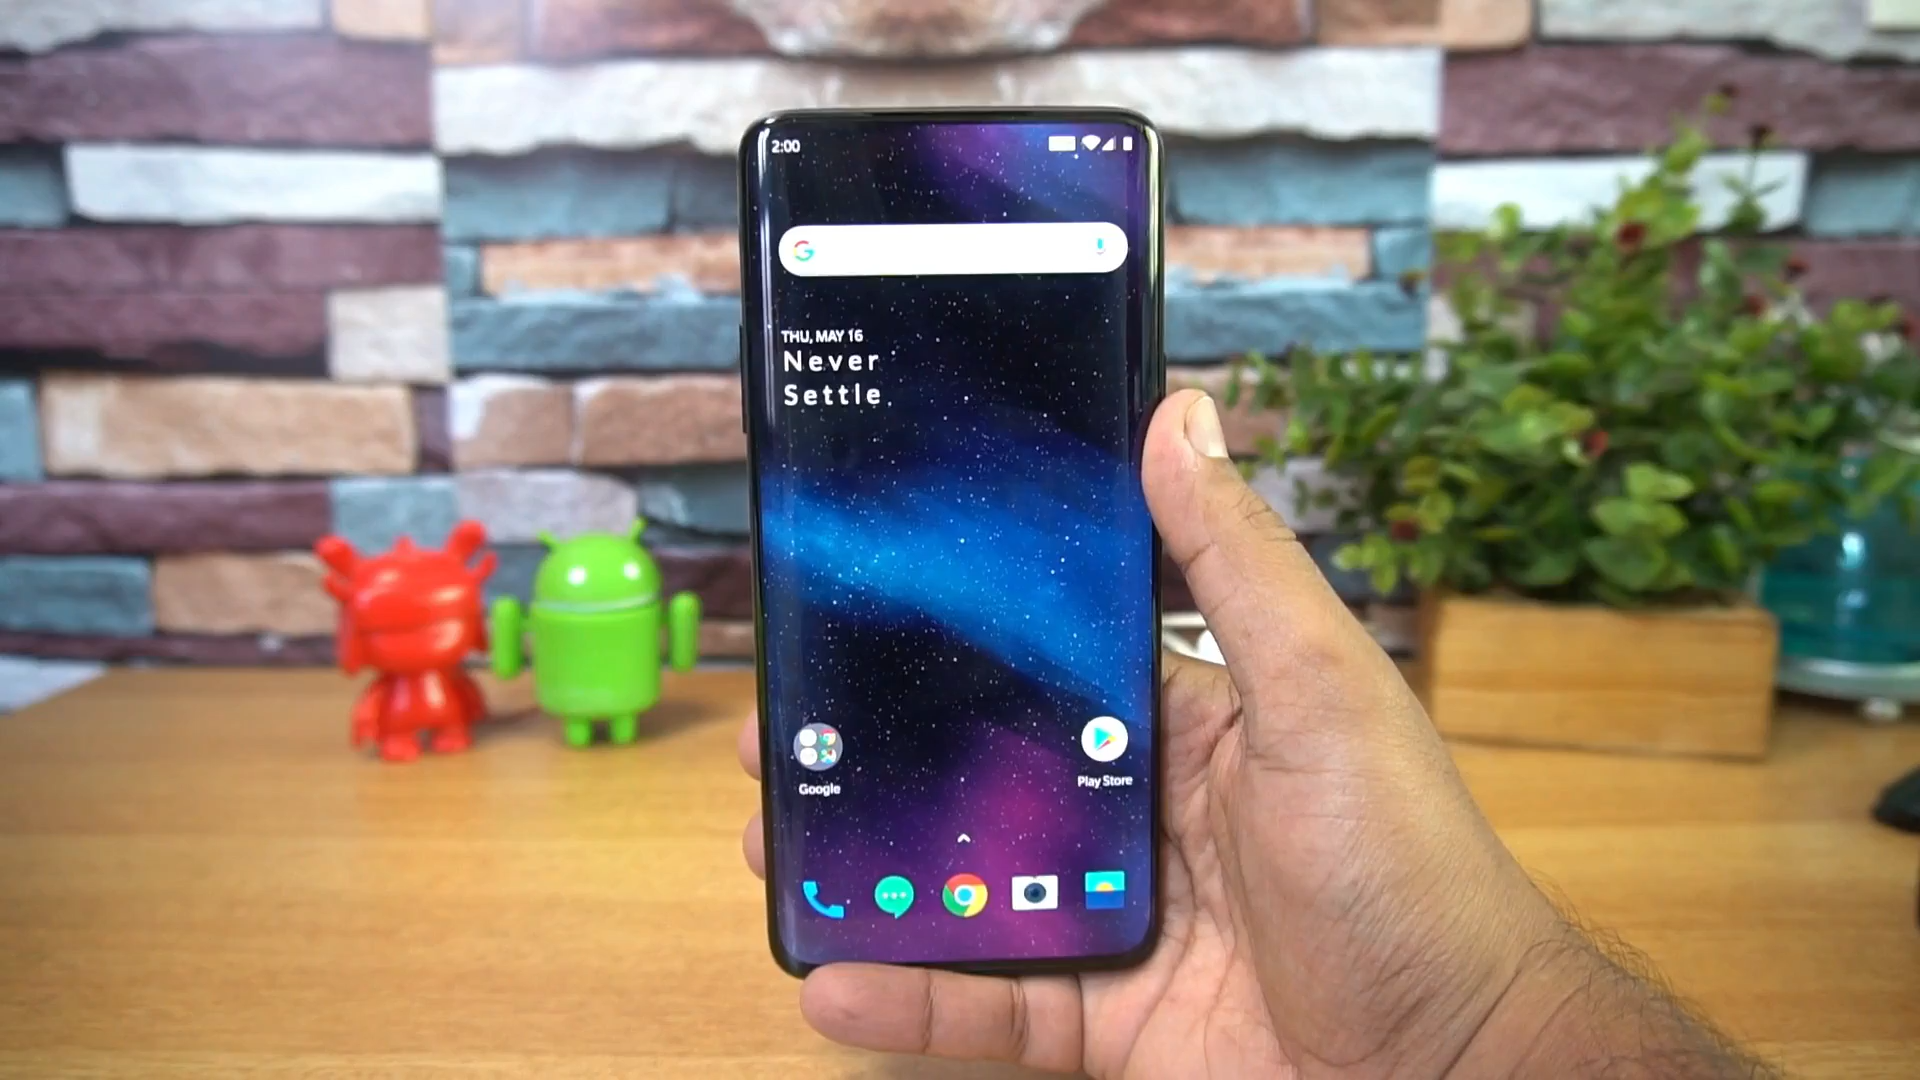 2:00
G
THU, MAY 16
Never
Settle
Google
Play Store